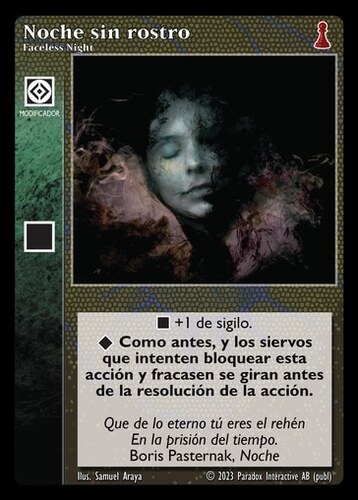 Noche sin rostro
Faceless Night
MODIFICADOR
+1 de sigilo.
Como antes, y los siervos
que intenten bloquear esta
acción y fracasen se giran antes
de la resolución de la acción.
Que de lo eterno tú eres el rehén
En la prisión del tiempo.
Boris Pasternak, Noche
Ilus. Samuel Araya
© 2023 Paradox Interactive AB (publ)